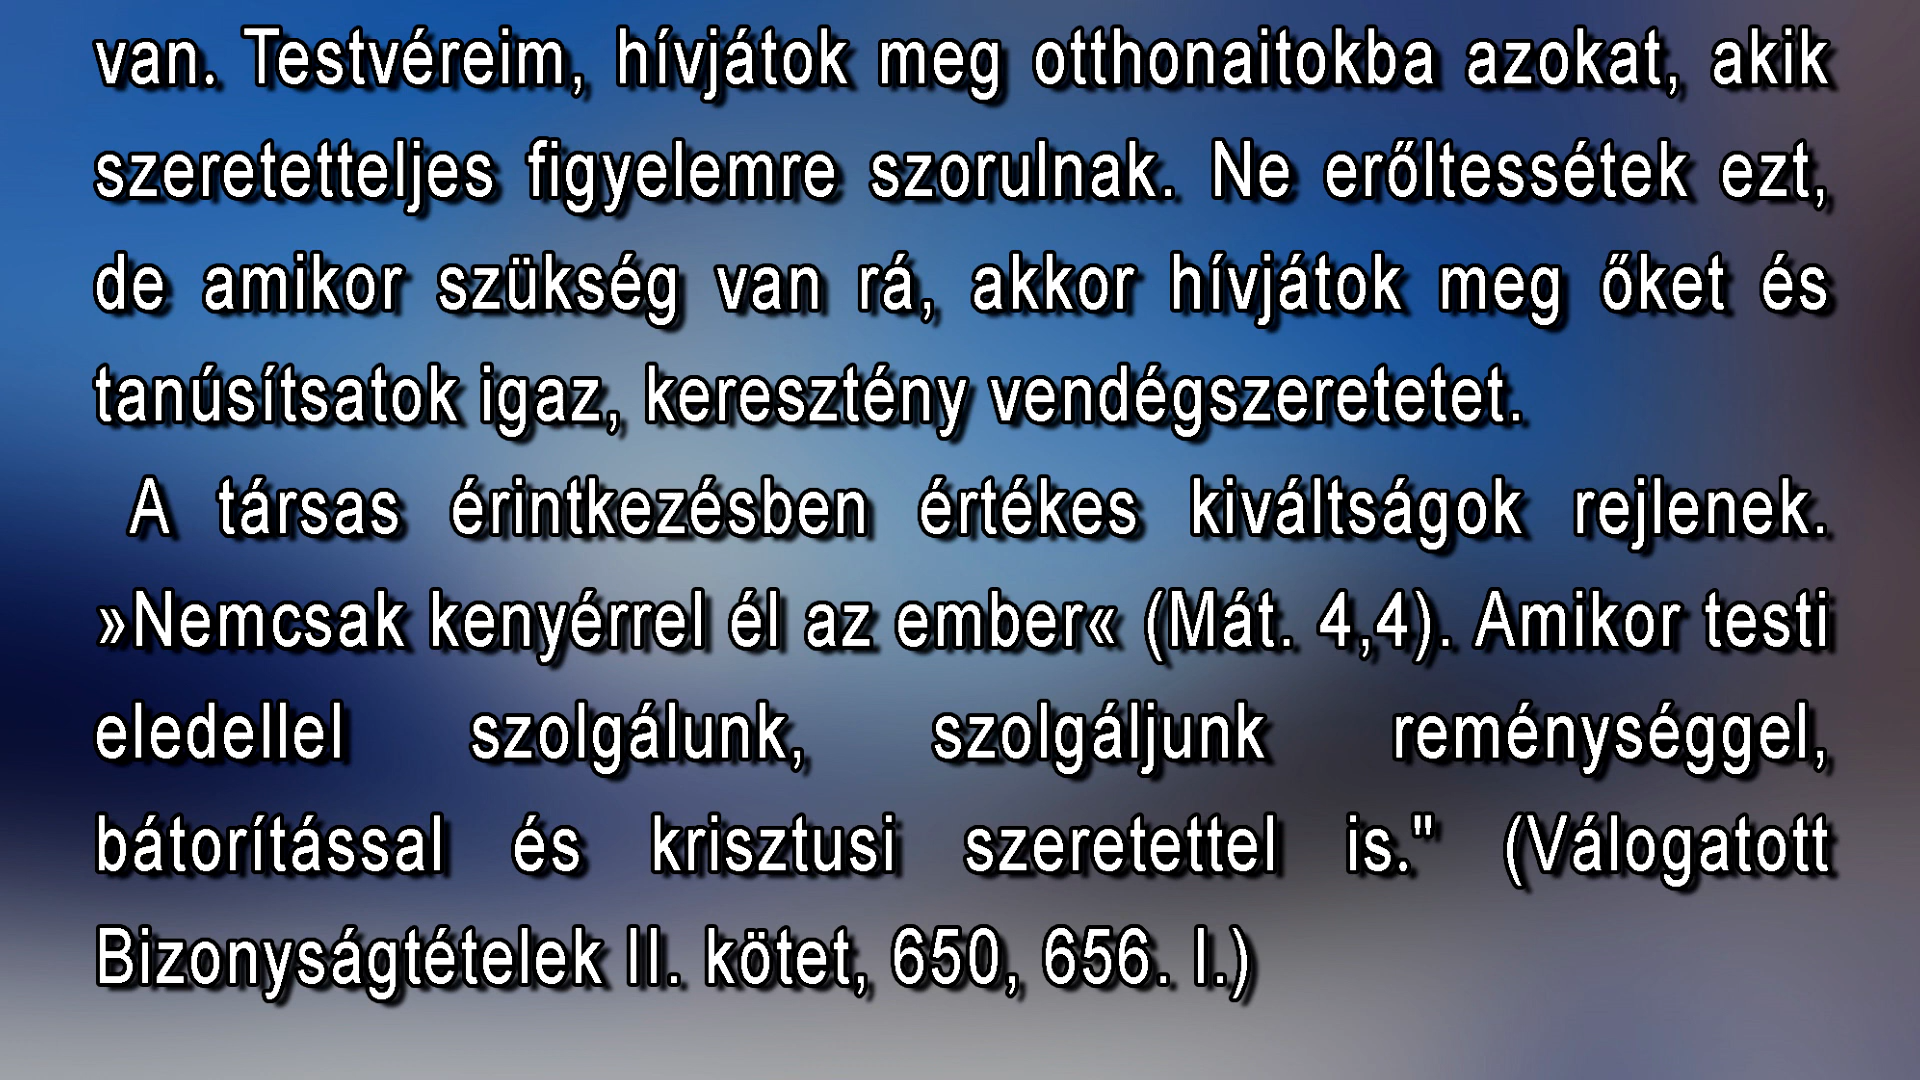 van. Testvéreim, hívjátok meg otthonaitokba azokat, akik
szeretetteljes figyelemre szorulnak. Ne erőltessétek ezt,
de amikor szükség van rá, akkor hívjátok meg őket és
tanúsítsatok igaz, keresztény vendégszeretetet.
A társas érintkezésben értékes kiváltságok rejlenek.
»Nemcsak kenyérrel él az ember« (Mát. 4,4). Amikor testi
eledellel szolgálunk, szolgáljunk reménységgel,
bátorítással és krisztusi szeretettel is." (Válogatott
Bizonyságtételek II. kötet, 650, 656. l.)